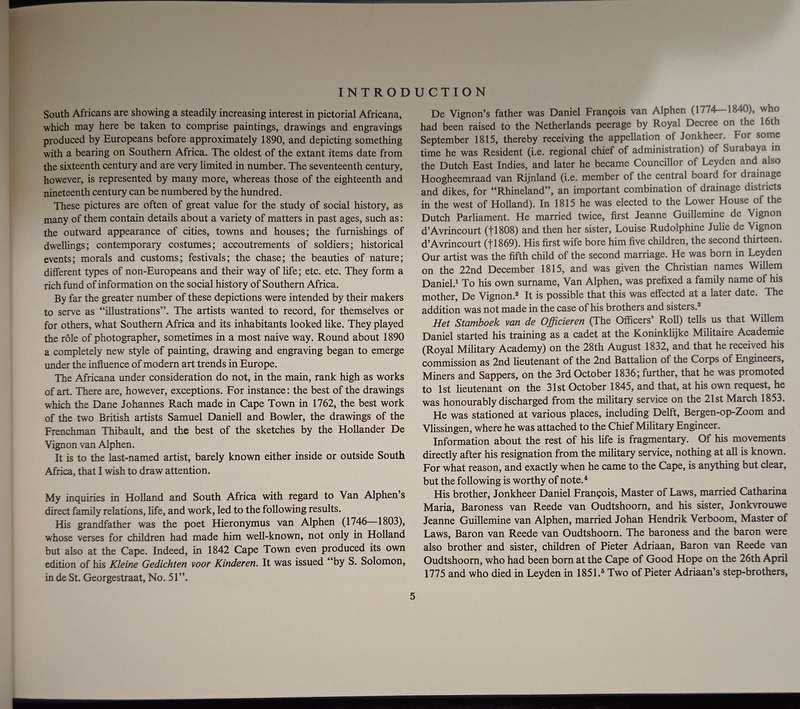 INTRODUCTION
South Africans are showing a steadily increasing interest in pictorial Africana,
which may here be taken to comprise paintings, drawings and engravings
produced by Europeans before approximately 1890, and depicting something
with a bearing on Southern Africa. The oldest of the extant items date from
the sixteenth century and are very limited in number. The seventeenth century,
however, is represented by many more, whereas those of the eighteenth and
nineteenth century can be numbered by the hundred.
These pictures are often of great value for the study of social history, as
many of them contain details about a variety of matters in past ages, such as:
the outward appearance of cities, towns and houses; the furnishings of
dwellings; contemporary costumes; accoutrements of soldiers; historical
events; morals and customs; festivals; the chase; the beauties of nature;
different types of non-Europeans and their way of life; etc. etc. They form a
rich fund of information on the social history of Southern Africa.
By far the greater number of these depictions were intended by their makers
to serve as “illustrations”. The artists wanted to record, for themselves or
for others, what Southern Africa and its inhabitants looked like. They played
the rôle of photographer, sometimes in a most naive way. Round about 1890
a completely new style of painting, drawing and engraving began to emerge
under the influence of modern art trends in Europe.
The Africana under consideration do not, in the main, rank high as works
of art. There are, however, exceptions. For instance: the best of the drawings
which the Dane Johannes Rach made in Cape Town in 1762, the best work
of the two British artists Samuel Daniell and Bowler, the drawings of the
Frenchman Thibault, and the best of the sketches by the Hollander De
Vignon van Alphen.
It is to the last-named artist, barely known either inside or outside South
Africa, that I wish to draw attention.
My inquiries in Holland and South Africa with regard to Van Alphen's
direct family relations, life, and work, led to the following results.
His grandfather was the poet Hieronymus van Alphen (1746—1803),
whose verses for children had made him well-known, not only in Holland
but also at the Cape. Indeed, in 1842 Cape Town even produced its own
edition of his Kleine Gedichten voor Kinderen. It was issued “by S. Solomon,
in de St. Georgestraat, No. 51”.
De Vignon's father was Daniel François van Alphen (1774—1840), who
had been raised to the Netherlands peerage by Royal Decree on the 16th
September 1815, thereby receiving the appellation of Jonkheer. For some
time he was Resident (i.e. regional chief of administration) of Surabaya in
the Dutch East Indies, and later he became Councillor of Leyden and also
Hoogheemraad van Rijnland (i.e. member of the central board for drainage
and dikes, for “Rhineland”, an important combination of drainage districts
in the west of Holland). In 1815 he was elected to the Lower House of the
Dutch Parliament. He married twice, first Jeanne Guillemine de Vignon
d'Avrincourt (†1808) and then her sister, Louise Rudolphine Julie de Vignon
d'Avrincourt (†1869). His first wife bore him five children, the second thirteen.
Our artist was the fifth child of the second marriage. He was born in Leyden
on the 22nd December 1815, and was given the Christian names Willem
Daniel.¹ To his own surname, Van Alphen, was prefixed a family name of his
mother, De Vignon.² It is possible that this was effected at a later date. The
addition was not made in the case of his brothers and sisters.³
Het Stamboek van de Officieren (The Officers' Roll) tells us that Willem
Daniel started his training as a cadet at the Koninklijke Militaire Academie
(Royal Military Academy) on the 28th August 1832, and that he received his
commission as 2nd lieutenant of the 2nd Battalion of the Corps of Engineers,
Miners and Sappers, on the 3rd October 1836; further, that he was promoted
to 1st lieutenant on the 31st October 1845, and that, at his own request, he
was honourably discharged from the military service on the 21st March 1853.
He was stationed at various places, including Delft, Bergen-op-Zoom and
Vlissingen, where he was attached to the Chief Military Engineer.
Information about the rest of his life is fragmentary. Of his movements
directly after his resignation from the military service, nothing at all is known.
For what reason, and exactly when he came to the Cape, is anything but clear,
but the following is worthy of note.⁴
His brother, Jonkheer Daniel François, Master of Laws, married Catharina
Maria, Baroness van Reede van Oudtshoorn, and his sister, Jonkvrouwe
Jeanne Guillemine van Alphen, married Johan Hendrik Verboom, Master of
Laws, Baron van Reede van Oudtshoorn. The baroness and the baron were
also brother and sister, children of Pieter Adriaan, Baron van Reede van
Oudtshoorn, who had been born at the Cape of Good Hope on the 26th April
1775 and who died in Leyden in 1851.⁵ Two of Pieter Adriaan's step-brothers,
5